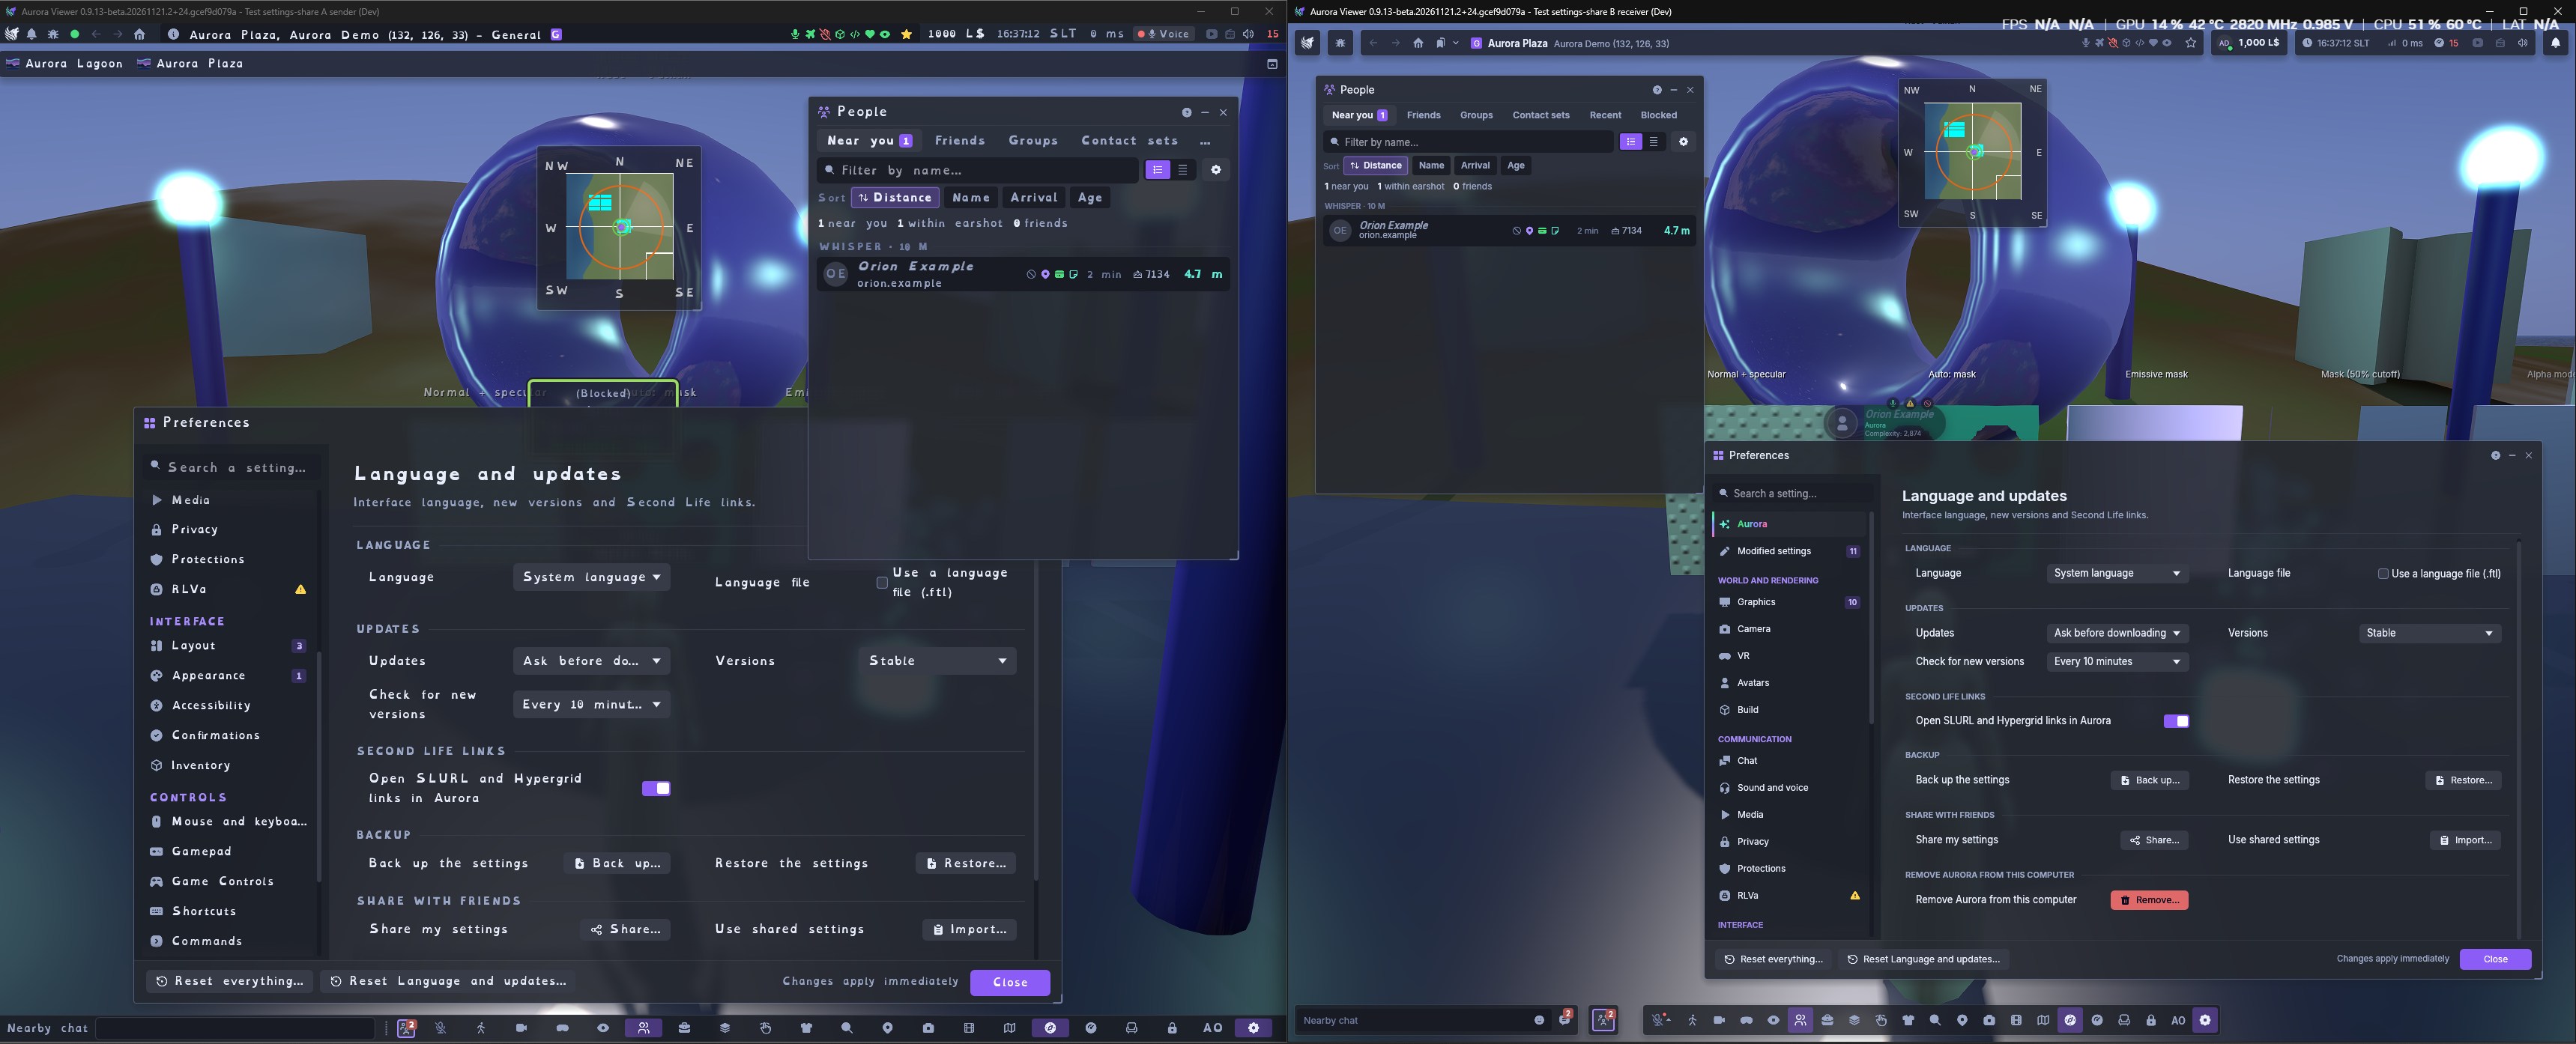 Aurora Viewer 0.9.13-beta.20261121.2+24.gcef9d079a - Test settings-share A sender (Dev)
Aurora Plaza, Aurora Demo (132, 126, 33) - General G
1000 L$ 16:37:12 SLT 0 ms Voice 15
Aurora Lagoon Aurora Plaza
NW N NE
W E
SW S SE
Normal + specular
(Blocked)
People
Near you 1 Friends Groups Contact sets ...
Filter by name...
Sort Distance Name Arrival Age
1 near you 1 within earshot 0 friends
WHISPER · 10 M
OE Orion Example
orion.example
2 min 7134 4.7 m
Preferences
Search a setting...
Media
Privacy
Protections
RLVa
INTERFACE
Layout 3
Appearance 1
Accessibility
Confirmations
Inventory
CONTROLS
Mouse and keyboa...
Gamepad
Game Controls
Shortcuts
Commands
Language and updates
Interface language, new versions and Second Life links.
LANGUAGE
Language System language Language file Use a language file (.ftl)
UPDATES
Updates Ask before do... Versions Stable
Check for new versions Every 10 minut...
SECOND LIFE LINKS
Open SLURL and Hypergrid links in Aurora
BACKUP
Back up the settings Back up... Restore the settings Restore...
SHARE WITH FRIENDS
Share my settings Share... Use shared settings Import...
Reset everything... Reset Language and updates... Changes apply immediately Close
Nearby chat 2 AO
Aurora Viewer 0.9.13-beta.20261121.2+24.gcef9d079a - Test settings-share B receiver (Dev)
FPS N/A N/A | GPU 14 % 42 °C 2820 MHz 0.985 V | CPU 51 % 60 °C | LAT N/A
G Aurora Plaza Aurora Demo (132, 126, 33)
AD 1,000 L$ 16:37:12 SLT 0 ms 15
People
Near you 1 Friends Groups Contact sets Recent Blocked
Filter by name...
Sort Distance Name Arrival Age
1 near you 1 within earshot 0 friends
WHISPER · 10 M
OE Orion Example
orion.example
2 min 7134 4.7 m
NW N NE
W E
SW S SE
Normal + specular Auto: mask Emissive mask Mask (50% cutoff)
Orion Example
Aurora
Complexity: 2,874
Preferences
Search a setting...
Aurora
Modified settings 11
WORLD AND RENDERING
Graphics 10
Camera
VR
Avatars
Build
COMMUNICATION
Chat
Sound and voice
Media
Privacy
Protections
RLVa
INTERFACE
Language and updates
Interface language, new versions and Second Life links.
LANGUAGE
Language System language Language file Use a language file (.ftl)
UPDATES
Updates Ask before downloading Versions Stable
Check for new versions Every 10 minutes
SECOND LIFE LINKS
Open SLURL and Hypergrid links in Aurora
BACKUP
Back up the settings Back up... Restore the settings Restore...
SHARE WITH FRIENDS
Share my settings Share... Use shared settings Import...
REMOVE AURORA FROM THIS COMPUTER
Remove Aurora from this computer Remove...
Reset everything... Reset Language and updates... Changes apply immediately Close
Nearby chat 2 2 AO